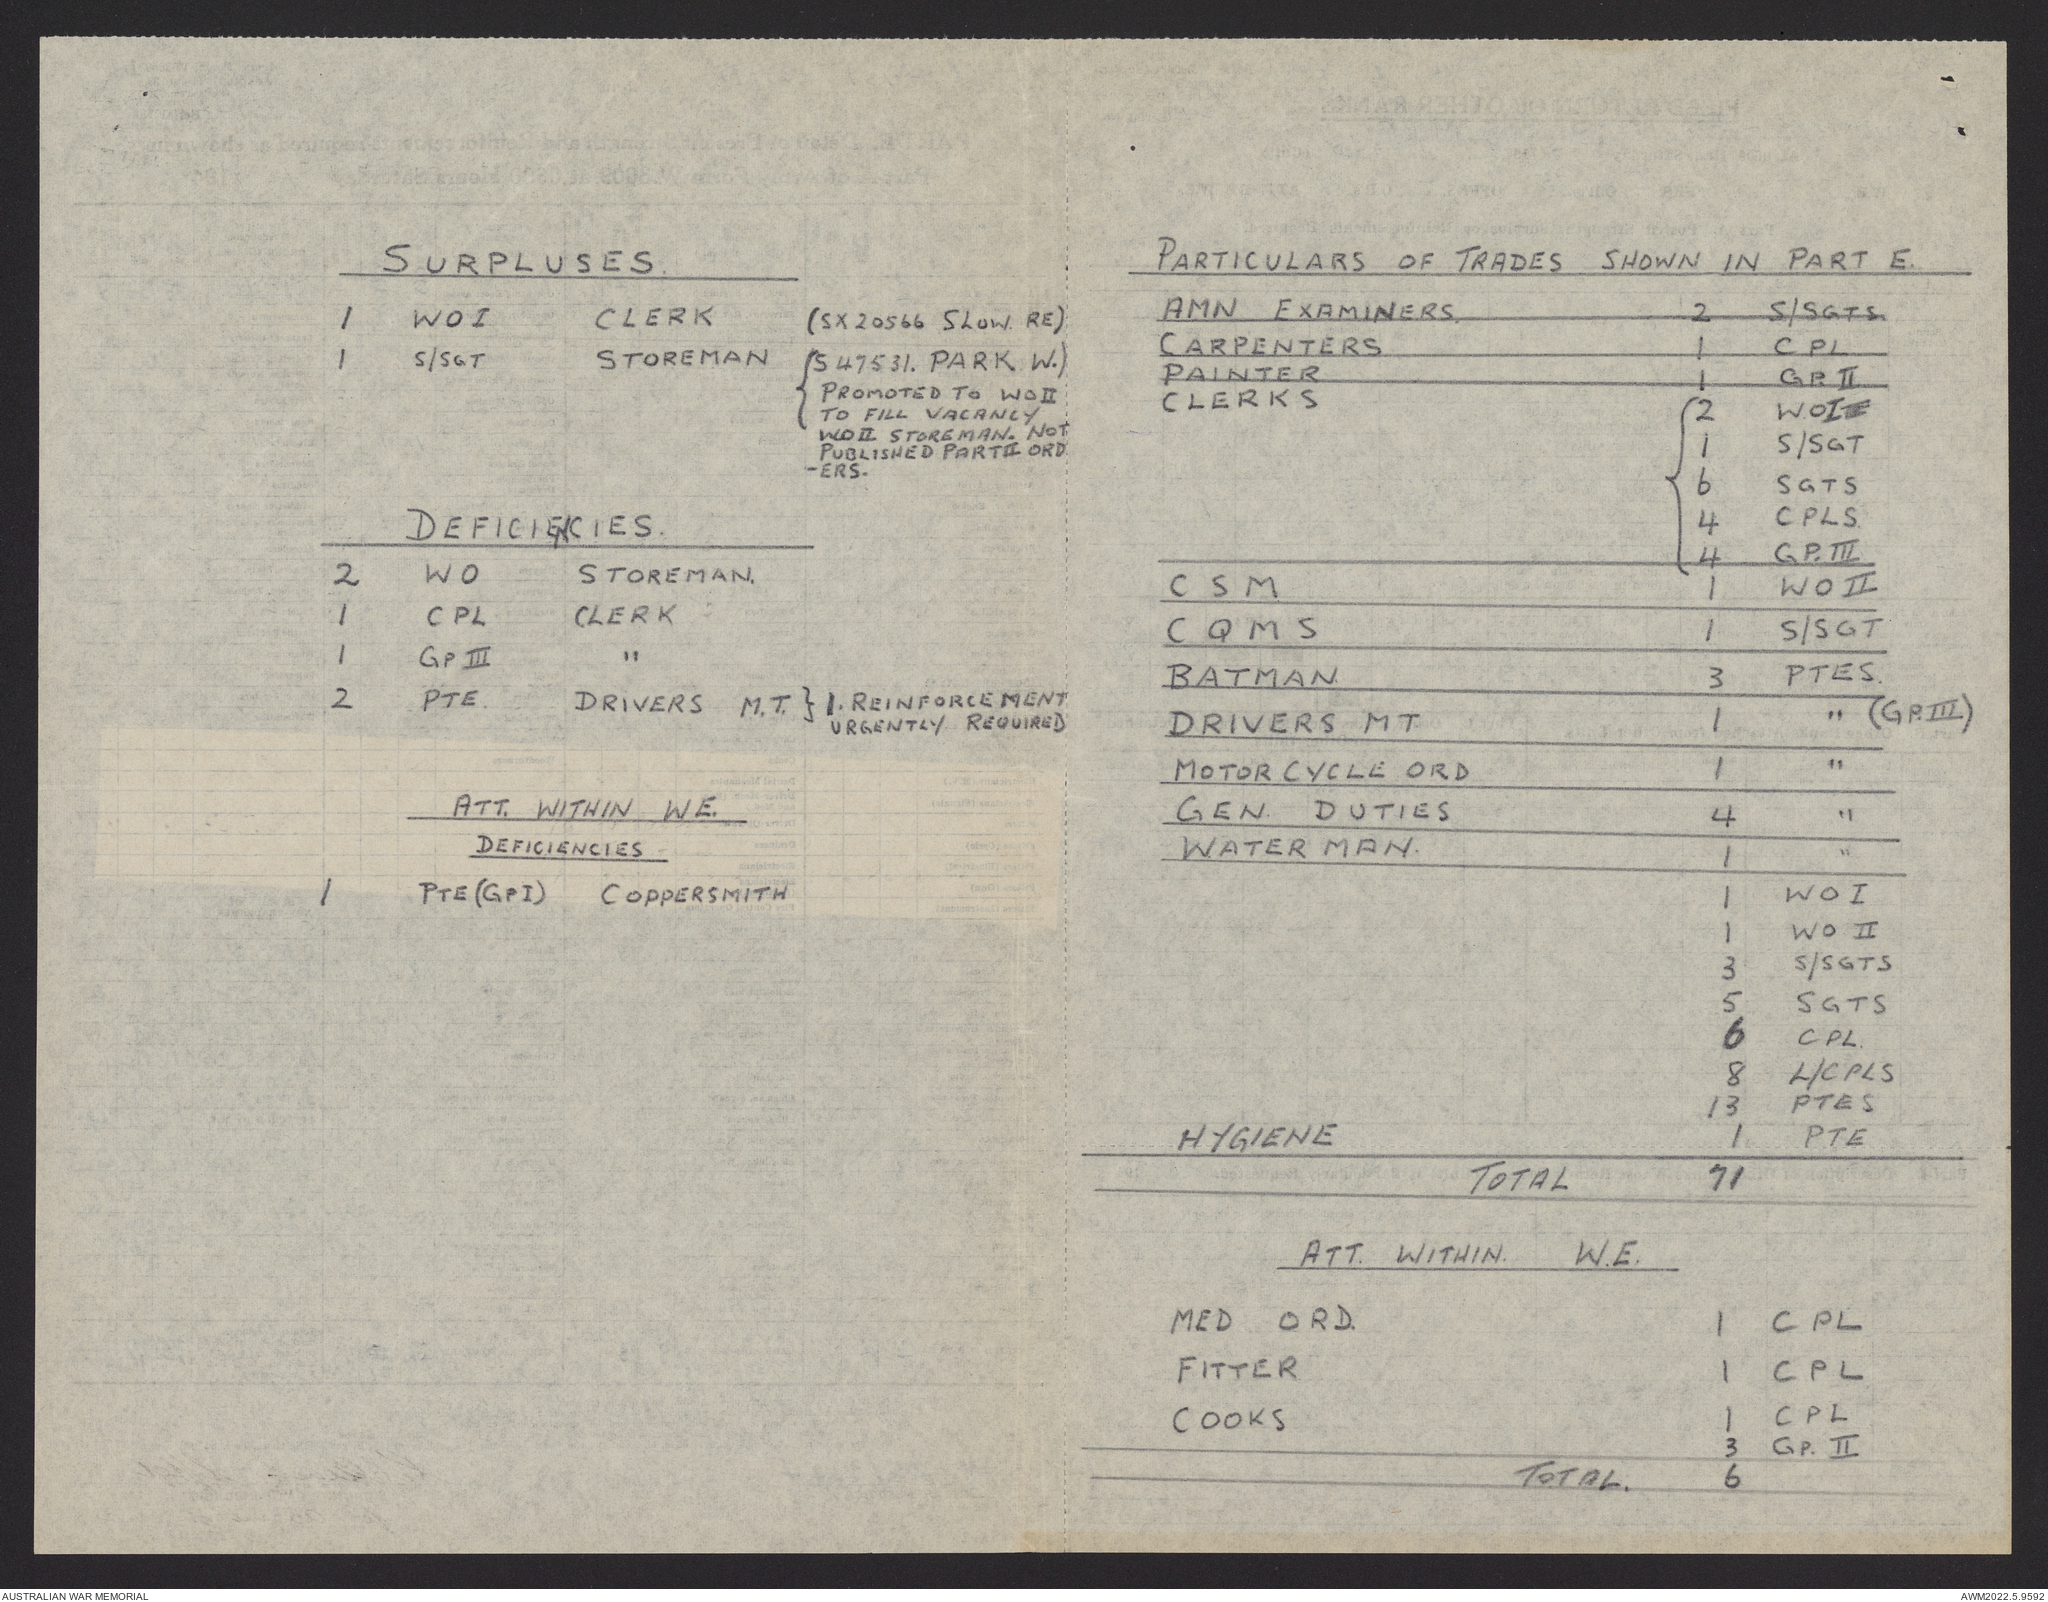 SURPLUSES.
1 WO I CLERK (SX20566 SLOW. RE)
1 S/SGT STOREMAN (S47531. PARK W.)
PROMOTED TO WO II
TO FILL VACANCY
WO II STOREMAN. NOT
PUBLISHED PART II ORD
-ERS.
DEFICIENCIES.
2 WO STOREMAN.
1 CPL CLERK
1 GP III "
2 PTE. DRIVERS M.T. } 1. REINFORCEMENT
URGENTLY REQUIRED
ATT. WITHIN W.E.
DEFICIENCIES -
1 PTE (GP I) COPPERSMITH
PARTICULARS OF TRADES SHOWN IN PART E.
AMN EXAMINERS 2 S/SGTS.
CARPENTERS 1 CPL
PAINTER 1 GP. II
CLERKS 2 WO I
1 S/SGT
6 SGTS
4 CPLS.
4 GP. III
C S M 1 WO II
C Q M S 1 S/SGT
BATMAN 3 PTES.
DRIVERS MT 1 " (GP. III)
MOTOR CYCLE ORD 1 "
GEN. DUTIES 4 "
WATER MAN. 1 "
1 WO I
1 WO II
3 S/SGTS
5 SGTS
6 CPL.
8 L/CPLS
13 PTES
HYGIENE 1 PTE
TOTAL 71
ATT. WITHIN. W.E.
MED ORD. 1 CPL
FITTER 1 CPL
COOKS 1 CPL
3 GP. II
TOTAL. 6
AUSTRALIAN WAR MEMORIAL
AWM2022.5.9592